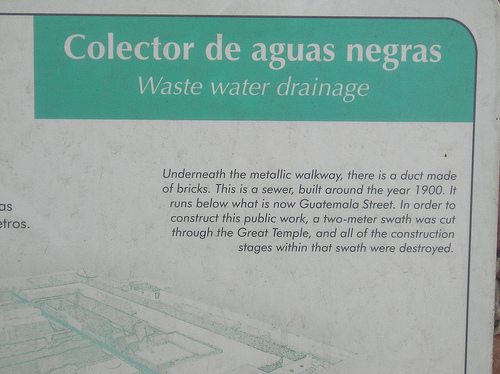 Colector de aguas negras
Waste water drainage
Underneath the metallic walkway, there is a duct made
of bricks. This is a sewer, built around the year 1900. It
runs below what is now Guatemala Street. In order to
construct this public work, a two-meter swath was cut
through the Great Temple, and all of the construction
stages within that swath were destroyed.
as
etros.